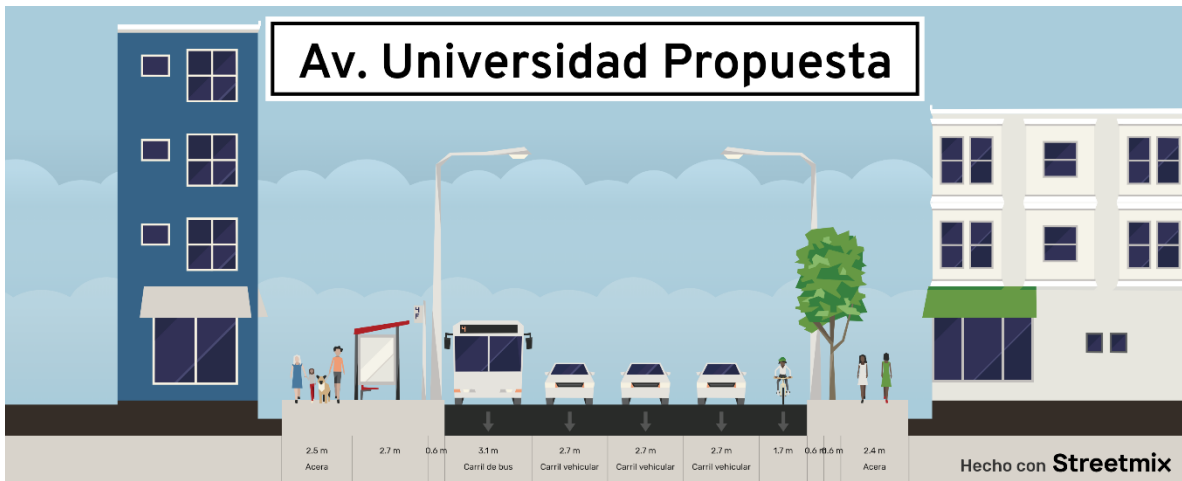 Av. Universidad Propuesta
4
4
2.5 m
Acera
2.7 m
0.6 m
3.1 m
Carril de bus
2.7 m
Carril vehicular
2.7 m
Carril vehicular
2.7 m
Carril vehicular
1.7 m
0.6 m
0.6 m
2.4 m
Acera
Hecho con Streetmix